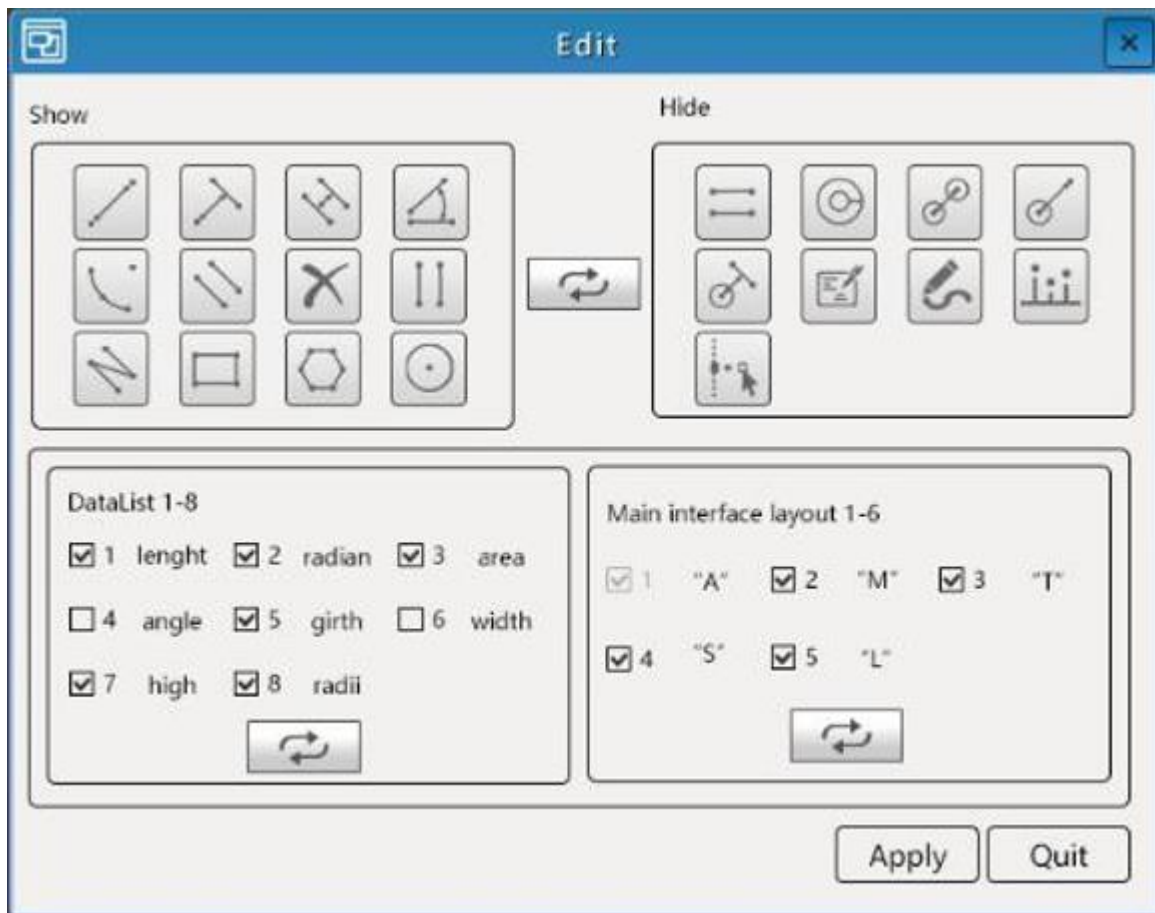 Edit
Show
Hide
DataList 1-8
1 lenght 2 radian 3 area
4 angle 5 girth 6 width
7 high 8 radii
Main interface layout 1-6
1 "A" 2 "M" 3 "T"
4 "S" 5 "L"
Apply Quit